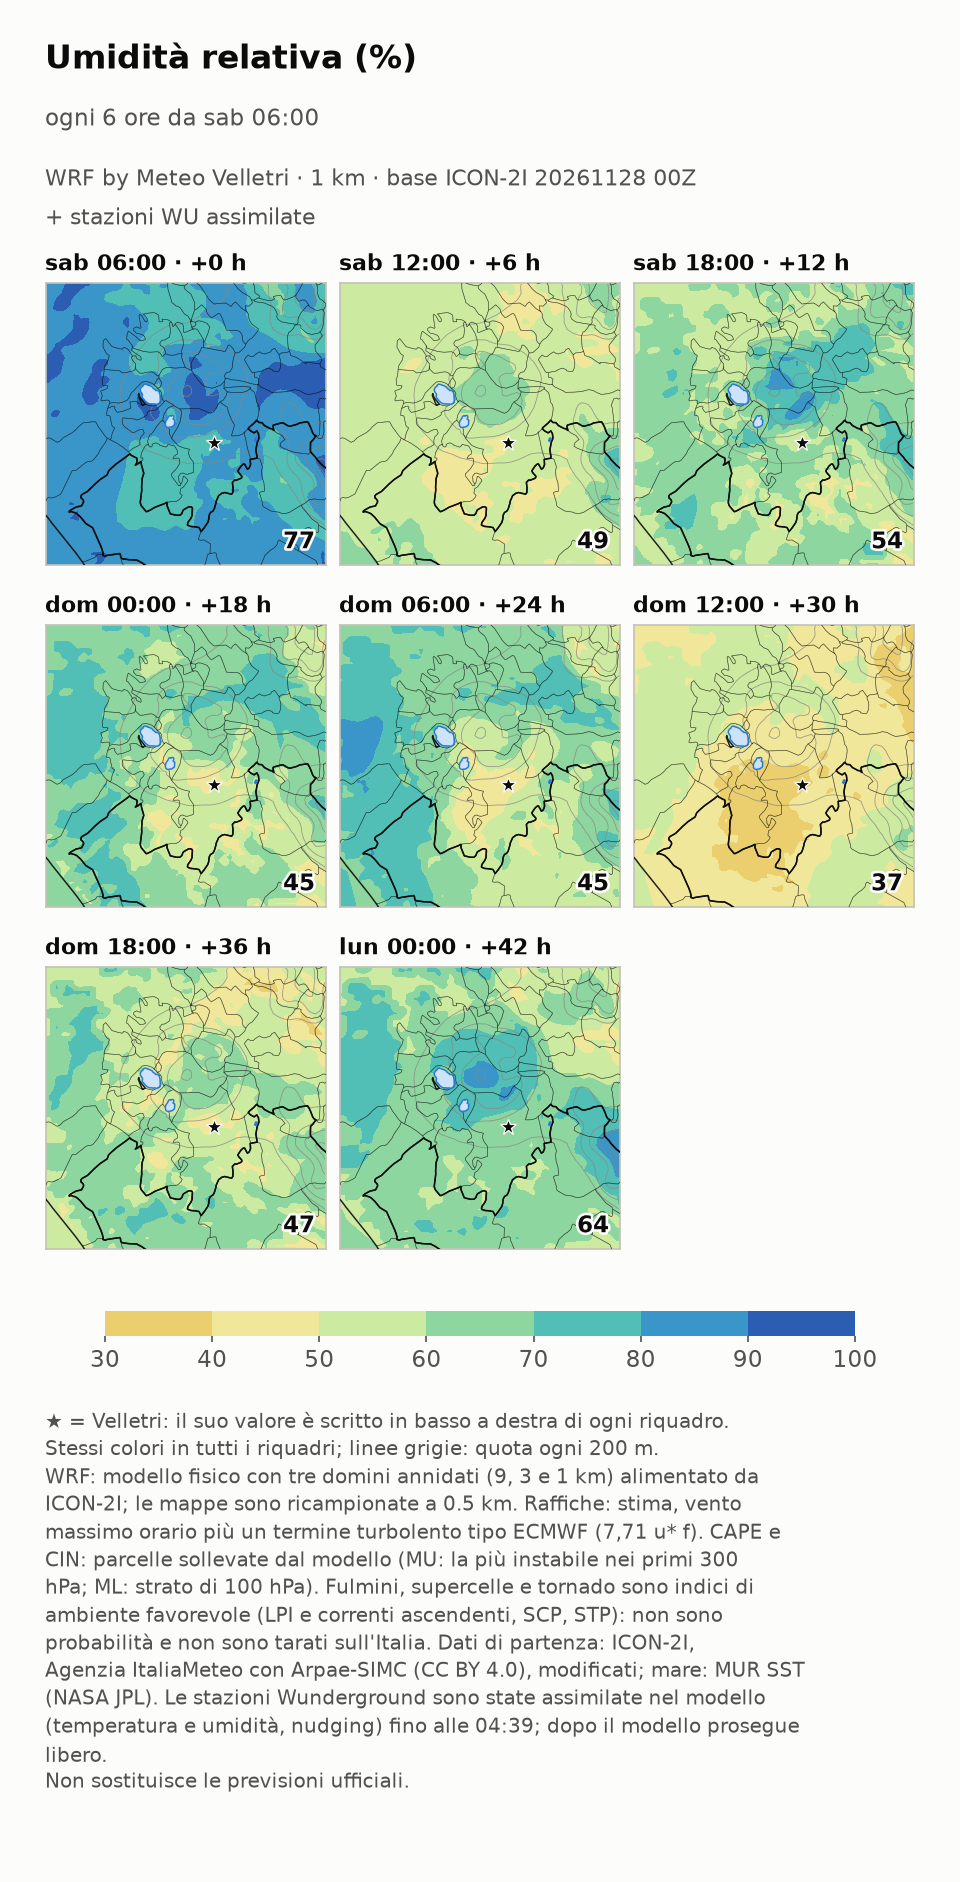 Umidità relativa (%)
ogni 6 ore da sab 06:00
WRF by Meteo Velletri · 1 km · base ICON-2I 20261128 00Z
+ stazioni WU assimilate
sab 06:00 · +0 h
sab 12:00 · +6 h
sab 18:00 · +12 h
77
49
54
dom 00:00 · +18 h
dom 06:00 · +24 h
dom 12:00 · +30 h
45
45
37
dom 18:00 · +36 h
lun 00:00 · +42 h
47
64
30 40 50 60 70 80 90 100
★ = Velletri: il suo valore è scritto in basso a destra di ogni riquadro.
Stessi colori in tutti i riquadri; linee grigie: quota ogni 200 m.
WRF: modello fisico con tre domini annidati (9, 3 e 1 km) alimentato da
ICON-2I; le mappe sono ricampionate a 0.5 km. Raffiche: stima, vento
massimo orario più un termine turbolento tipo ECMWF (7,71 u* f). CAPE e
CIN: parcelle sollevate dal modello (MU: la più instabile nei primi 300
hPa; ML: strato di 100 hPa). Fulmini, supercelle e tornado sono indici di
ambiente favorevole (LPI e correnti ascendenti, SCP, STP): non sono
probabilità e non sono tarati sull'Italia. Dati di partenza: ICON-2I,
Agenzia ItaliaMeteo con Arpae-SIMC (CC BY 4.0), modificati; mare: MUR SST
(NASA JPL). Le stazioni Wunderground sono state assimilate nel modello
(temperatura e umidità, nudging) fino alle 04:39; dopo il modello prosegue
libero.
Non sostituisce le previsioni ufficiali.